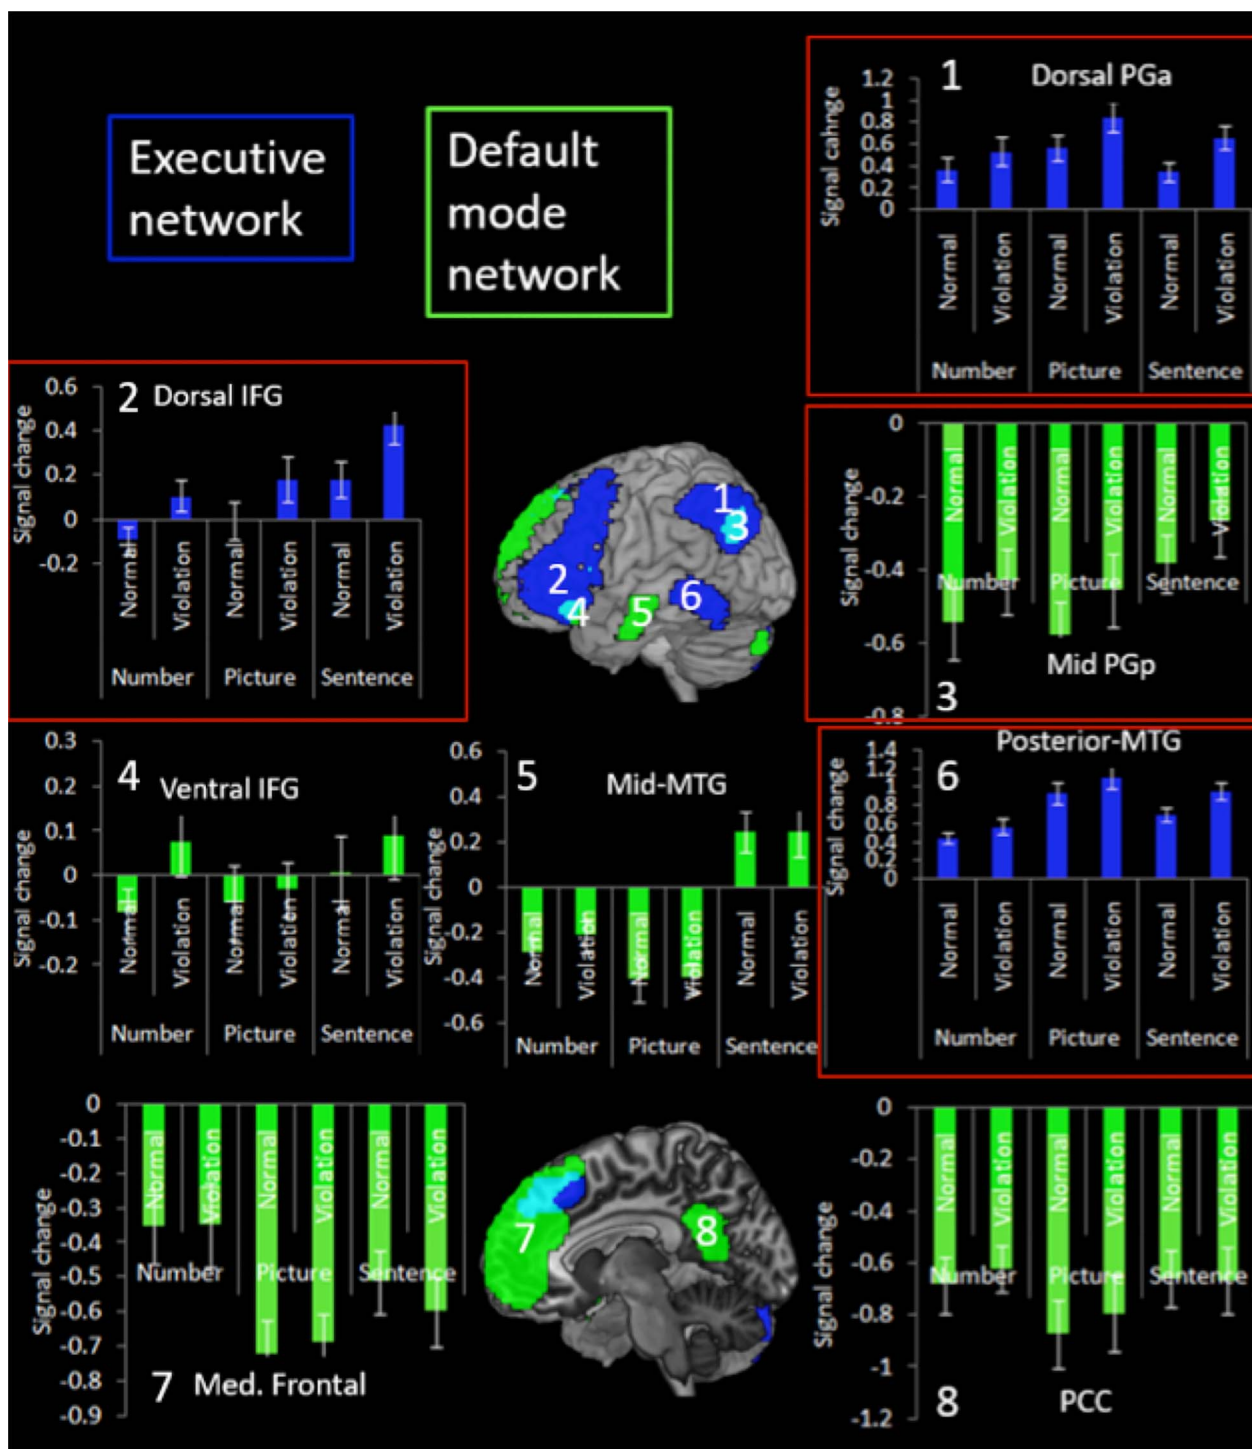 Executive
network
Default
mode
network
1 Dorsal PGa
Signal cahnge
1.2
1
0.8
0.6
0.4
0.2
0
Normal Violation Normal Violation Normal Violation
Number Picture Sentence
2 Dorsal IFG
Signal change
0.6
0.4
0.2
0
-0.2
Normal Violation Normal Violation Normal Violation
Number Picture Sentence
1
3
2
4
5
6
0
-0.2
-0.4
-0.6
-0.8
Signal change
Normal Violation Normal Violation Normal Violation
Number Picture Sentence
Mid PGp
3
4 Ventral IFG
Signal change
0.3
0.2
0.1
0
-0.1
-0.2
Normal Violation Normal Violation Normal Violation
Number Picture Sentence
5 Mid-MTG
Signal change
0.6
0.4
0.2
0
-0.2
-0.4
-0.6
Normal Violation Normal Violation Normal Violation
Number Picture Sentence
Posterior-MTG
6
Signal change
1.4
1.2
1
0.8
0.6
0.4
0.2
0
Normal Violation Normal Violation Normal Violation
Number Picture Sentence
0
-0.1
-0.2
-0.3
-0.4
-0.5
-0.6
-0.7
-0.8
-0.9
Signal change
Normal Violation Normal Violation Normal Violation
Number Picture Sentence
7 Med. Frontal
7
8
0
-0.2
-0.4
-0.6
-0.8
-1
-1.2
Signal change
Normal Violation Normal Violation Normal Violation
Number Picture Sentence
8 PCC